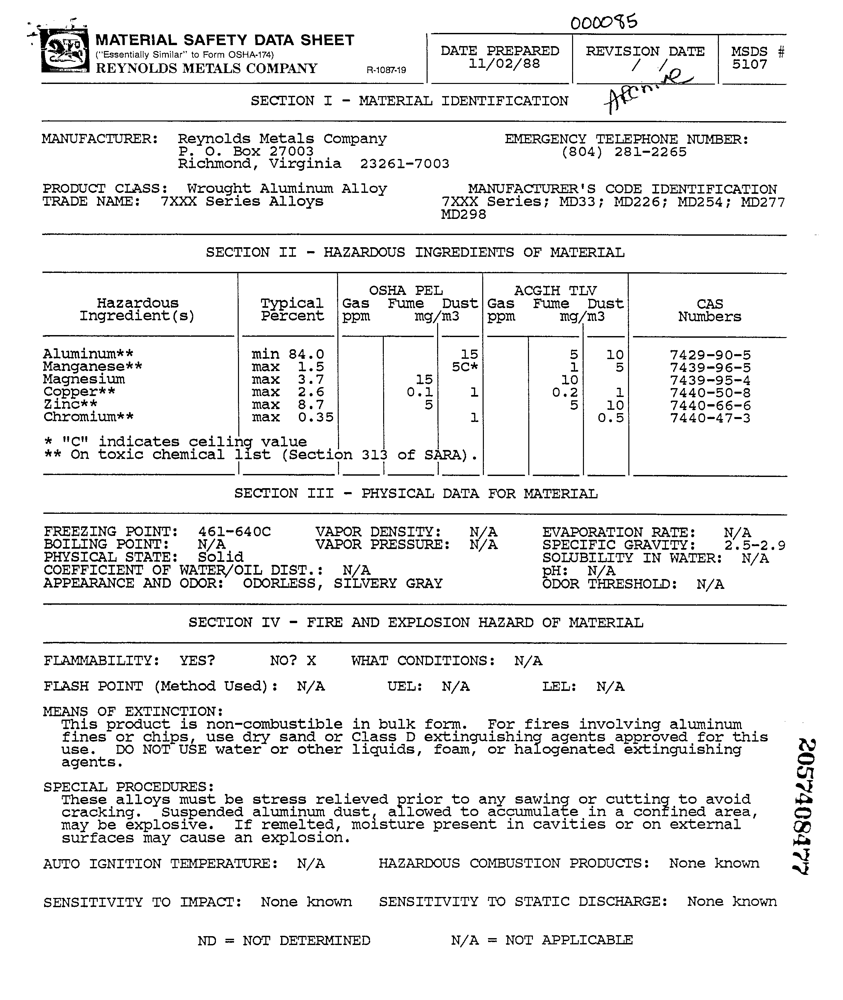 000085
MATERIAL SAFETY DATA SHEET
("Essentially Similar" to Form OSHA-174)
REYNOLDS METALS COMPANY R-1087-19
DATE PREPARED
11/02/88
REVISION DATE
/ /
Archive
MSDS #
5107
SECTION I - MATERIAL IDENTIFICATION
MANUFACTURER: Reynolds Metals Company
P. O. Box 27003
Richmond, Virginia 23261-7003
EMERGENCY TELEPHONE NUMBER:
(804) 281-2265
PRODUCT CLASS: Wrought Aluminum Alloy
TRADE NAME: 7XXX Series Alloys
MANUFACTURER'S CODE IDENTIFICATION
7XXX Series; MD33; MD226; MD254; MD277
MD298
SECTION II - HAZARDOUS INGREDIENTS OF MATERIAL
OSHA PEL ACGIH TLV
Hazardous Typical Gas Fume Dust Gas Fume Dust CAS
Ingredient(s) Percent ppm mg/m3 ppm mg/m3 Numbers
Aluminum** min 84.0 15 5 10 7429-90-5
Manganese** max 1.5 5C* 1 5 7439-96-5
Magnesium max 3.7 15 10 7439-95-4
Copper** max 2.6 0.1 1 0.2 1 7440-50-8
Zinc** max 8.7 5 5 10 7440-66-6
Chromium** max 0.35 1 0.5 7440-47-3
* "C" indicates ceiling value
** On toxic chemical list (Section 313 of SARA).
SECTION III - PHYSICAL DATA FOR MATERIAL
FREEZING POINT: 461-640C VAPOR DENSITY: N/A EVAPORATION RATE: N/A
BOILING POINT: N/A VAPOR PRESSURE: N/A SPECIFIC GRAVITY: 2.5-2.9
PHYSICAL STATE: Solid SOLUBILITY IN WATER: N/A
COEFFICIENT OF WATER/OIL DIST.: N/A pH: N/A
APPEARANCE AND ODOR: ODORLESS, SILVERY GRAY ODOR THRESHOLD: N/A
SECTION IV - FIRE AND EXPLOSION HAZARD OF MATERIAL
FLAMMABILITY: YES? NO? X WHAT CONDITIONS: N/A
FLASH POINT (Method Used): N/A UEL: N/A LEL: N/A
MEANS OF EXTINCTION:
This product is non-combustible in bulk form. For fires involving aluminum
fines or chips, use dry sand or Class D extinguishing agents approved for this
use. DO NOT USE water or other liquids, foam, or halogenated extinguishing
agents.
SPECIAL PROCEDURES:
These alloys must be stress relieved prior to any sawing or cutting to avoid
cracking. Suspended aluminum dust, allowed to accumulate in a confined area,
may be explosive. If remelted, moisture present in cavities or on external
surfaces may cause an explosion.
AUTO IGNITION TEMPERATURE: N/A HAZARDOUS COMBUSTION PRODUCTS: None known
SENSITIVITY TO IMPACT: None known SENSITIVITY TO STATIC DISCHARGE: None known
ND = NOT DETERMINED N/A = NOT APPLICABLE
2057408477